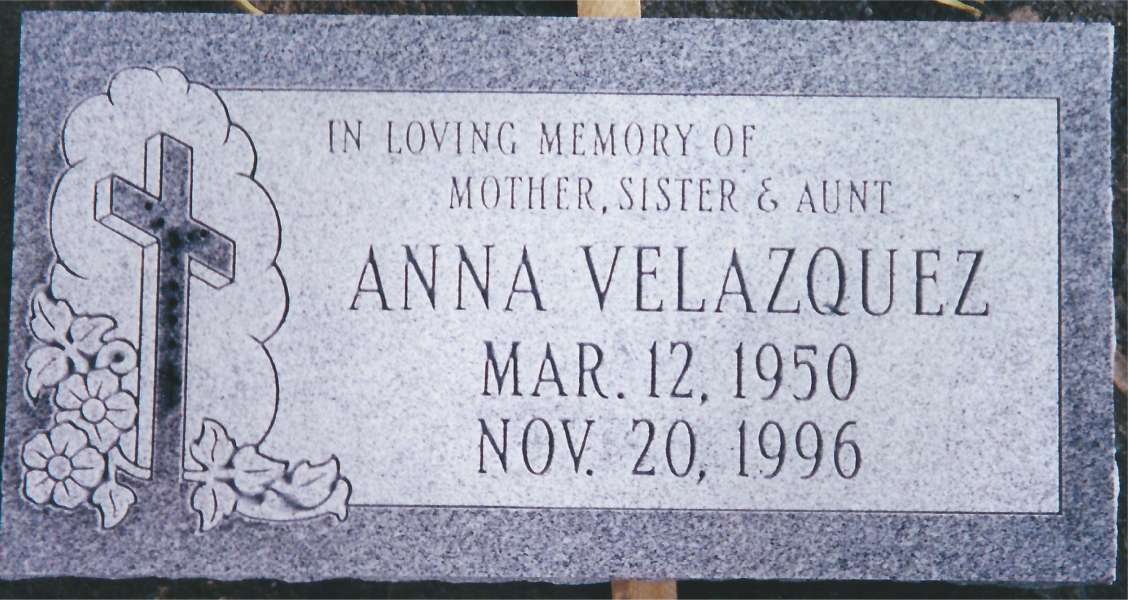 IN LOVING MEMORY OF
MOTHER, SISTER & AUNT
ANNA VELAZQUEZ
MAR. 12, 1950
NOV. 20, 1996